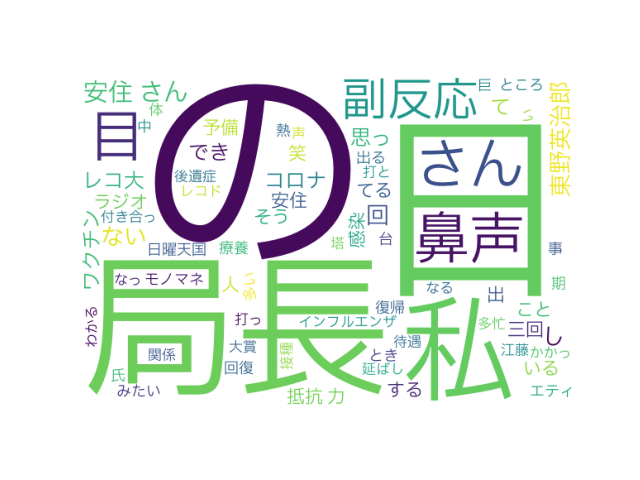 安住 さん
体
中
予備
でき
熱
声
笑
副反応
思っ
巨
ところ
て
っ
東野英治郎
目
の
日
さん
鼻声
後遺症
レコ大
レコド
コロナ
安住
出る
打と
てる
ラジオ
付き合っ
そう
感染
回
ワクチン
ない
日曜天国
療養
塔
台
事
なっ
モノマネ
人
多い
なる
出
期
局長
私
わかる
打っ
復帰
インフルエンザ
こと
多忙
三回
し
関係
大賞
接種
とき
待遇
江藤
かかっ
氏
回復
延ばし
いる
みたい
抵抗 力
する
エティ